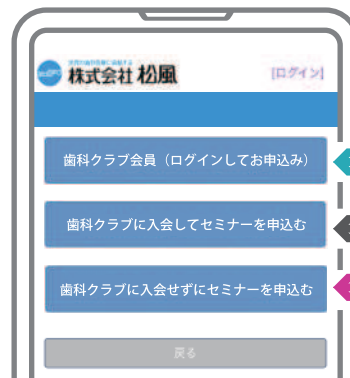 株式会社 松風
[ログイン]
歯科クラブ会員（ログインしてお申込み）
歯科クラブに入会してセミナーを申込む
歯科クラブに入会せずにセミナーを申込む
戻る